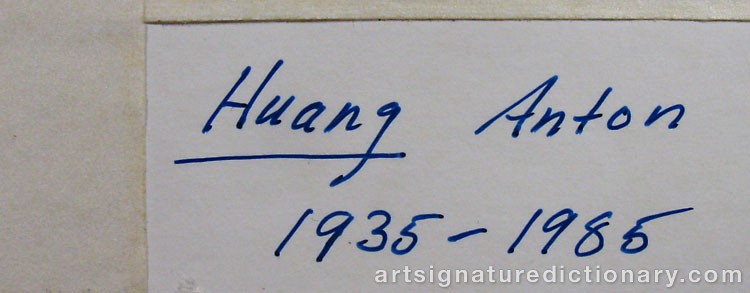 Huang Anton
1935 - 1985
artsignaturedictionary.com